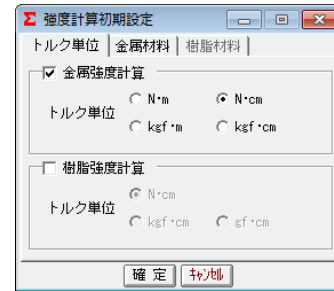 Σ 強度計算初期設定
トルク単位 金属材料 樹脂材料
金属強度計算
トルク単位
N・m N・cm
kgf・m kgf・cm
樹脂強度計算
トルク単位
N・cm
kgf・cm gf・cm
確 定 ｷｬﾝｾﾙ